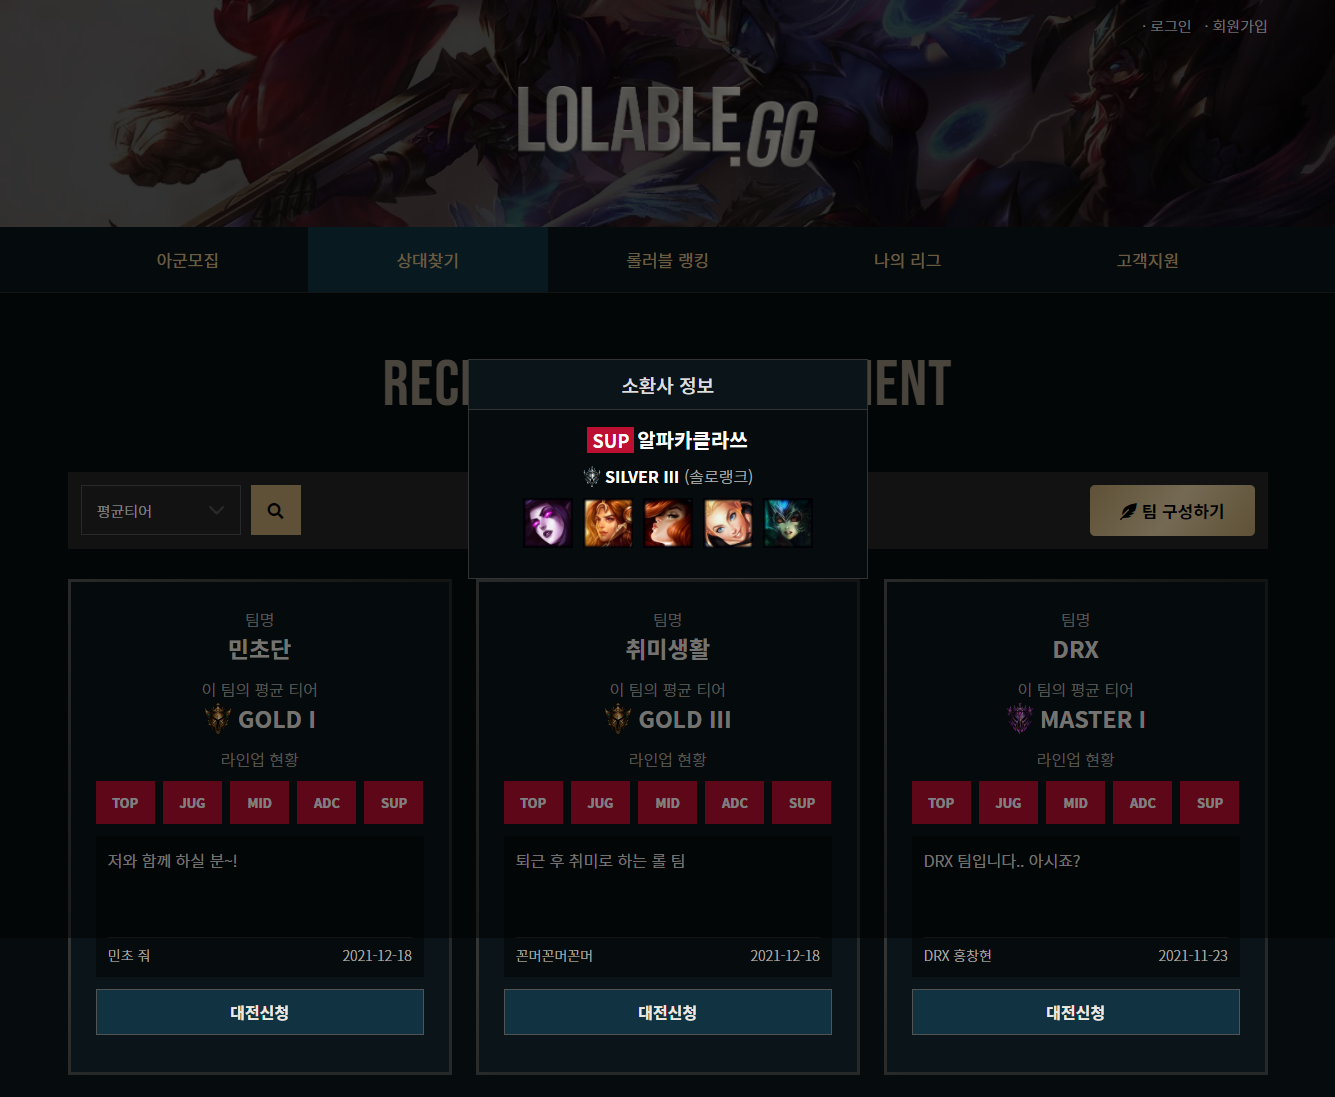 · 로그인 · 회원가입
LOLABLE.GG
아군모집 상대찾기 롤러블 랭킹 나의 리그 고객지원
소환사 정보
SUP 알파카클라쓰
SILVER III (솔로랭크)
평균티어
팀 구성하기
팀명
민초단
이 팀의 평균 티어
GOLD I
라인업 현황
TOP JUG MID ADC SUP
저와 함께 하실 분~!
민초 줘 2021-12-18
대전신청
팀명
취미생활
이 팀의 평균 티어
GOLD III
라인업 현황
TOP JUG MID ADC SUP
퇴근 후 취미로 하는 롤 팀
꼰머꼰머꼰머 2021-12-18
대전신청
팀명
DRX
이 팀의 평균 티어
MASTER I
라인업 현황
TOP JUG MID ADC SUP
DRX 팀입니다.. 아시죠?
DRX 홍창현 2021-11-23
대전신청